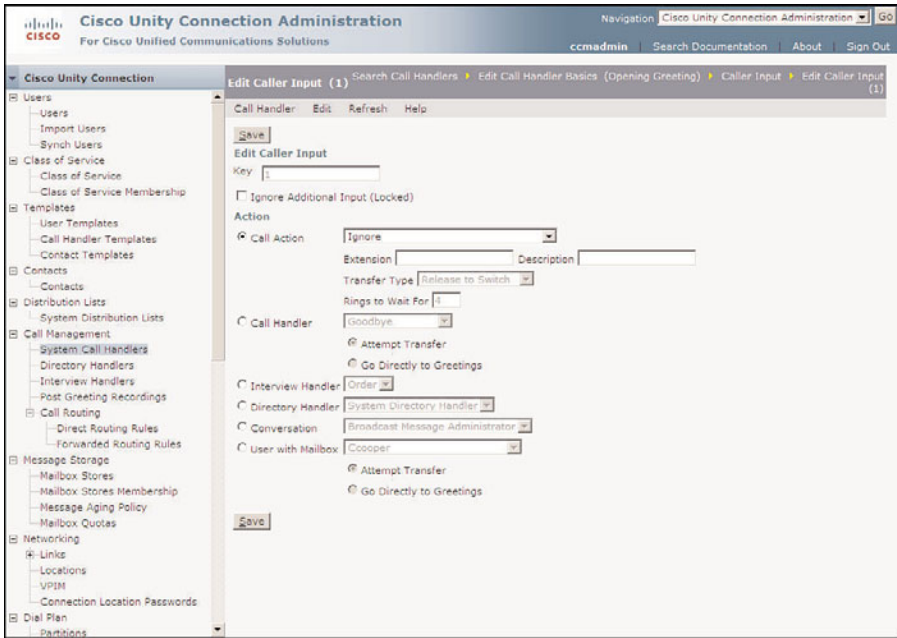 cisco
Cisco Unity Connection Administration
For Cisco Unified Communications Solutions
Navigation Cisco Unity Connection Administration Go
ccmadmin | Search Documentation | About | Sign Out
Cisco Unity Connection
Users
Users
Import Users
Synch Users
Class of Service
Class of Service
Class of Service Membership
Templates
User Templates
Call Handler Templates
Contact Templates
Contacts
Contacts
Distribution Lists
System Distribution Lists
Call Management
System Call Handlers
Directory Handlers
Interview Handlers
Post Greeting Recordings
Call Routing
Direct Routing Rules
Forwarded Routing Rules
Message Storage
Mailbox Stores
Mailbox Stores Membership
Message Aging Policy
Mailbox Quotas
Networking
Links
Locations
VPIM
Connection Location Passwords
Dial Plan
Partitions
Edit Caller Input (1)
Search Call Handlers Edit Call Handler Basics (Opening Greeting) Caller Input Edit Caller Input
(1)
Call Handler Edit Refresh Help
Save
Edit Caller Input
Key 1
Ignore Additional Input (Locked)
Action
Call Action Ignore
Extension Description
Transfer Type Release to Switch
Rings to Wait For 4
Call Handler Goodbye
Attempt Transfer
Go Directly to Greetings
Interview Handler Order
Directory Handler System Directory Handler
Conversation Broadcast Message Administrator
User with Mailbox Ccooper
Attempt Transfer
Go Directly to Greetings
Save